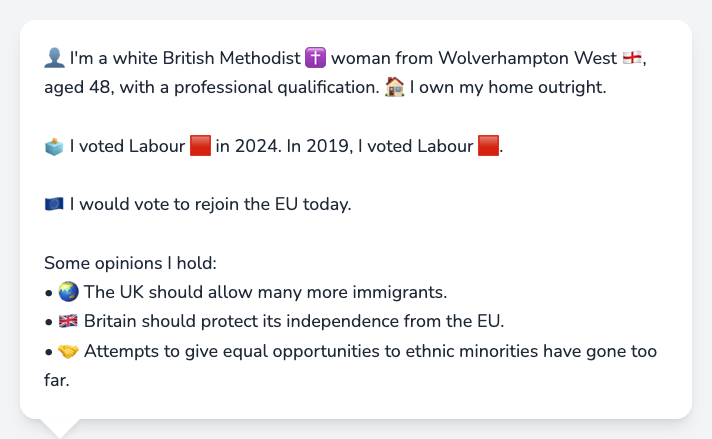 👤 I'm a white British Methodist ✝️ woman from Wolverhampton West 🏴󠁧󠁢󠁥󠁮󠁧󠁿,
aged 48, with a professional qualification. 🏠 I own my home outright.
🗳️ I voted Labour 🟥 in 2024. In 2019, I voted Labour 🟥.
🇪🇺 I would vote to rejoin the EU today.
Some opinions I hold:
• 🌏 The UK should allow many more immigrants.
• 🇬🇧 Britain should protect its independence from the EU.
• 🤝 Attempts to give equal opportunities to ethnic minorities have gone too
far.